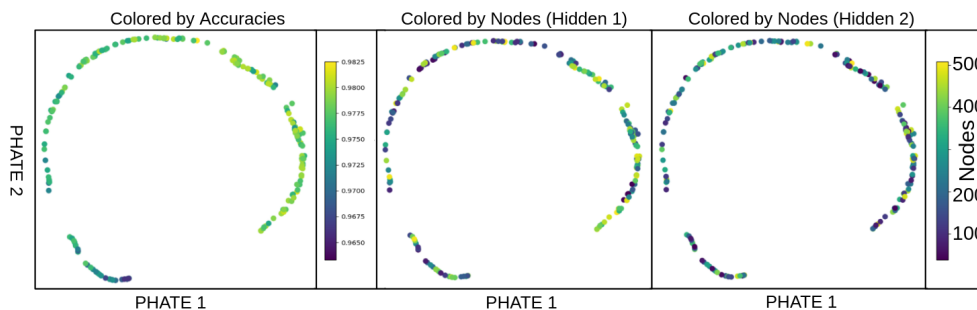 Colored by Accuracies
Colored by Nodes (Hidden 1)
Colored by Nodes (Hidden 2)
PHATE 2
0.9825
0.9800
0.9775
0.9750
0.9725
0.9700
0.9675
0.9650
500
400
300
200
100
Nodes
PHATE 1
PHATE 1
PHATE 1